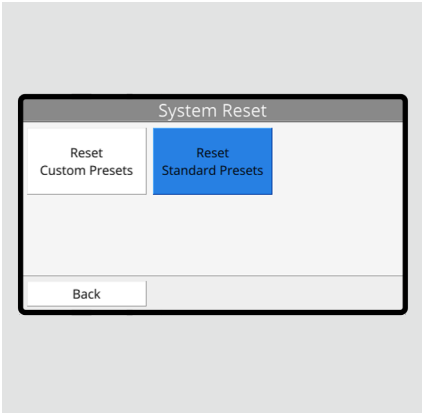 System Reset
Reset
Custom Presets
Reset
Standard Presets
Back